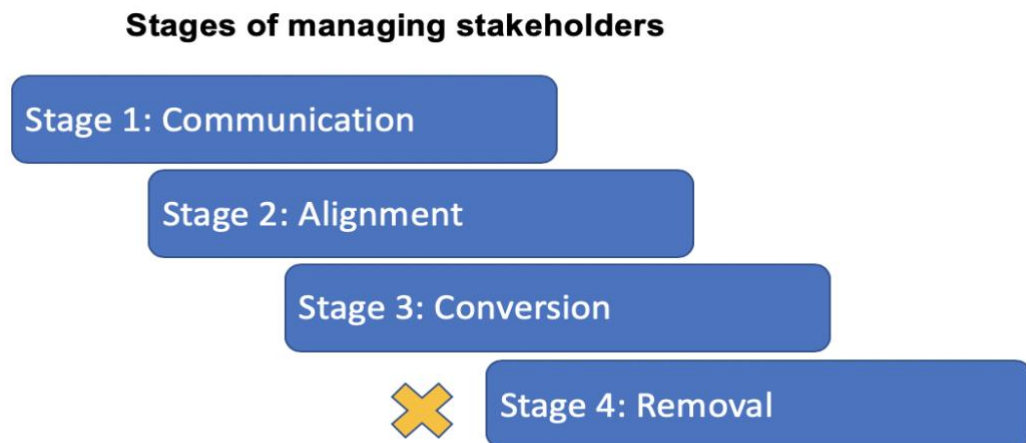 Stages of managing stakeholders
Stage 1: Communication
Stage 2: Alignment
Stage 3: Conversion
Stage 4: Removal